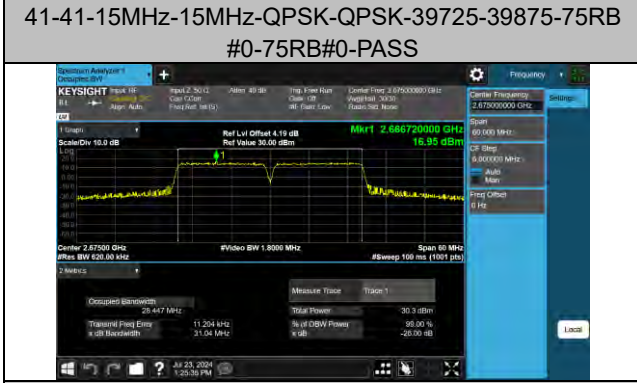 41-41-15MHz-15MHz-QPSK-QPSK-39725-39875-75RB
#0-75RB#0-PASS
Spectrum Analyzer 1
Occupied BW
Frequency
KEYSIGHT Input: RF
Align: Auto
Input Z: 50 Ω
Atten: 40 dB
Trig: Free Run
Gate: Off
Center Freq: 2.675000000 GHz
Radio Std: None
Center Frequency
2.675000000 GHz
Settings
Span
60.000 MHz
CF Step
6.000000 MHz
Auto
Man
Freq Offset
0 Hz
1 Graph
Scale/Div 10.0 dB
Ref Lvl Offset 4.19 dB
Ref Value 30.00 dBm
Mkr1 2.666720000 GHz
16.95 dBm
Log
Center 2.67500 GHz
#Res BW 620.00 kHz
#Video BW 1.8000 MHz
Span 60 MHz
#Sweep 100 ms (1001 pts)
2 Metrics
Measure Trace
Trace 1
Occupied Bandwidth
28.447 MHz
Total Power
30.3 dBm
Transmit Freq Error
11.204 kHz
% of OBW Power
99.00 %
x dB Bandwidth
31.04 MHz
x dB
-26.00 dB
Local
Jul 23, 2024
1:25:35 PM